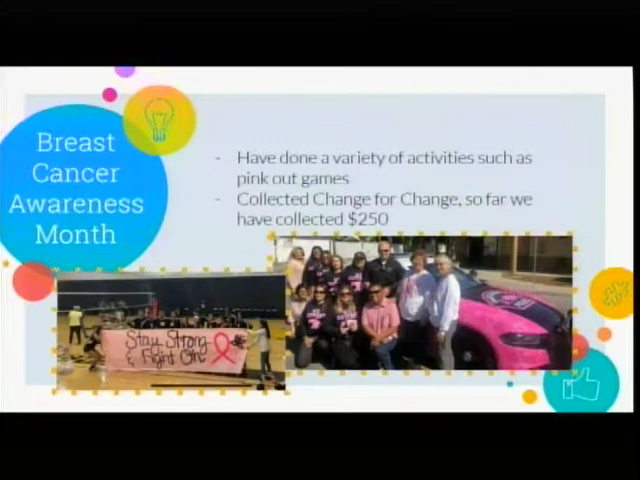 Breast
Cancer
Awareness
Month
- Have done a variety of activities such as
pink out games
- Collected Change for Change, so far we
have collected $250
Stay Strong
& Fight On